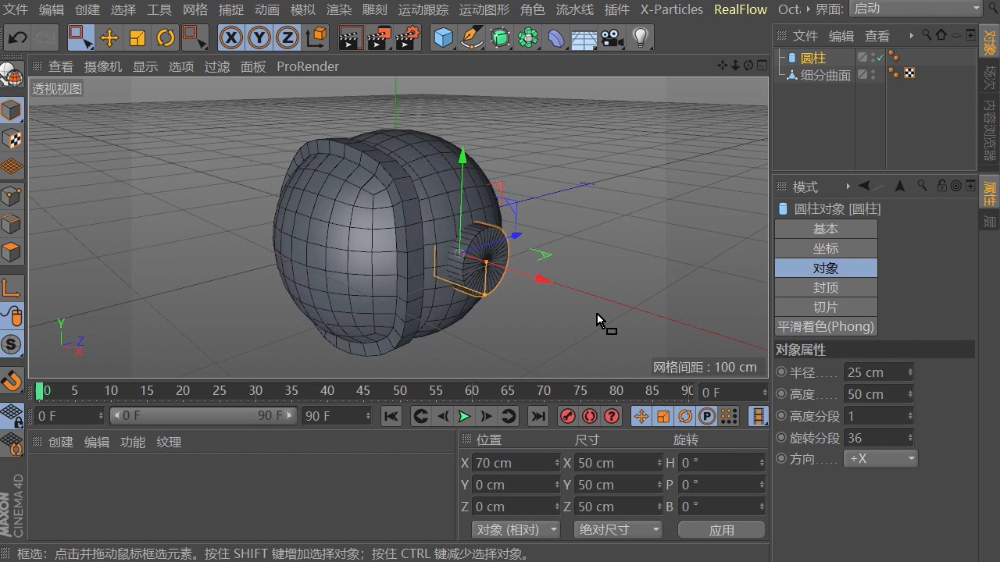 文件 编辑 创建 选择 工具 网格 捕捉 动画 模拟 渲染 雕刻 运动跟踪 运动图形 角色 流水线 插件 X-Particles RealFlow Oct 界面: 启动
文件 编辑 查看
圆柱
细分曲面
对象
场次
内容浏览器
查看 摄像机 显示 选项 过滤 面板 ProRender
透视视图
Y
Z
X
网格间距 : 100 cm
模式
属性
层
圆柱对象 [圆柱]
基本
坐标
对象
封顶
切片
平滑着色(Phong)
对象属性
半径 25 cm
高度 50 cm
高度分段 1
旋转分段 36
方向 +X
0 5 10 15 20 25 30 35 40 45 50 55 60 65 70 75 80 85 90 0 F
0 F 0 F 90 F 90 F
创建 编辑 功能 纹理
位置 尺寸 旋转
X 70 cm X 50 cm H 0 °
Y 0 cm Y 50 cm P 0 °
Z 0 cm Z 50 cm B 0 °
对象 (相对) 绝对尺寸 应用
MAXON
CINEMA 4D
框选：点击并拖动鼠标框选元素。按住 SHIFT 键增加选择对象；按住 CTRL 键减少选择对象。